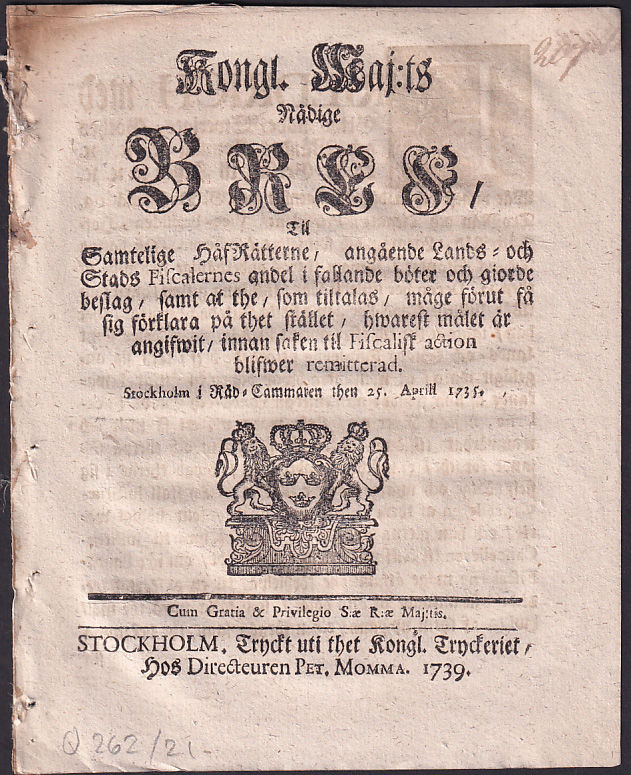 Kongl. Maj:ts
Nådige
BREF,
Til
Samtelige HåfRätterne/ angående Lands- och
Stads Fiscalernes andel i fallande böter och giorde
beslag/ samt at the/ som tiltalas/ måge förut få
sig förklara på thet stället/ hwarest målet är
angifwit/ innan saken til Fiscalisk action
blifwer remitterad.
Stockholm i Råd-Cammaren then 25. Aprill 1735.
Cum Gratia & Privilegio S:æ R:æ Maj:tis.
STOCKHOLM, Tryckt uti thet Kongl. Tryckeriet/
Hos Directeuren PET. MOMMA. 1739.
Q 262/21-